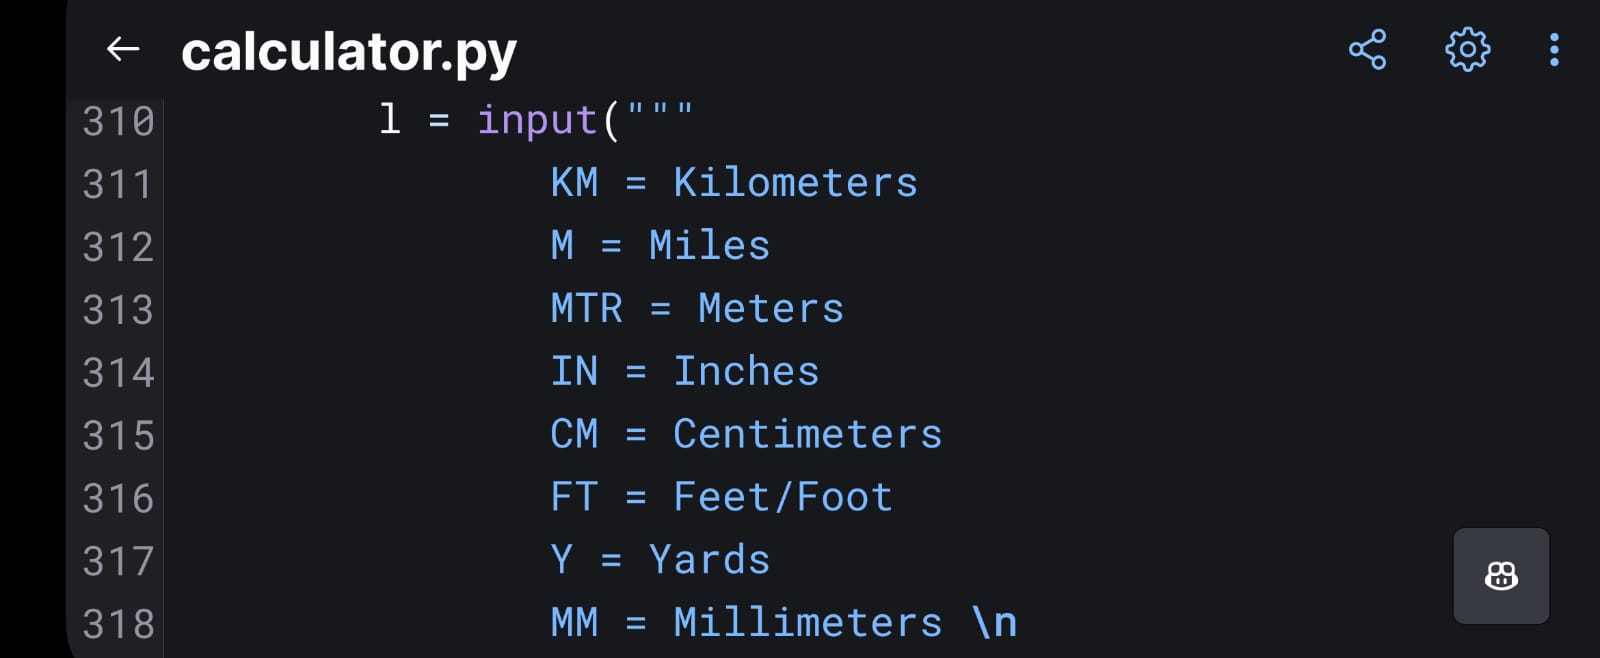 calculator.py
310 l = input("""
311 KM = Kilometers
312 M = Miles
313 MTR = Meters
314 IN = Inches
315 CM = Centimeters
316 FT = Feet/Foot
317 Y = Yards
318 MM = Millimeters \n